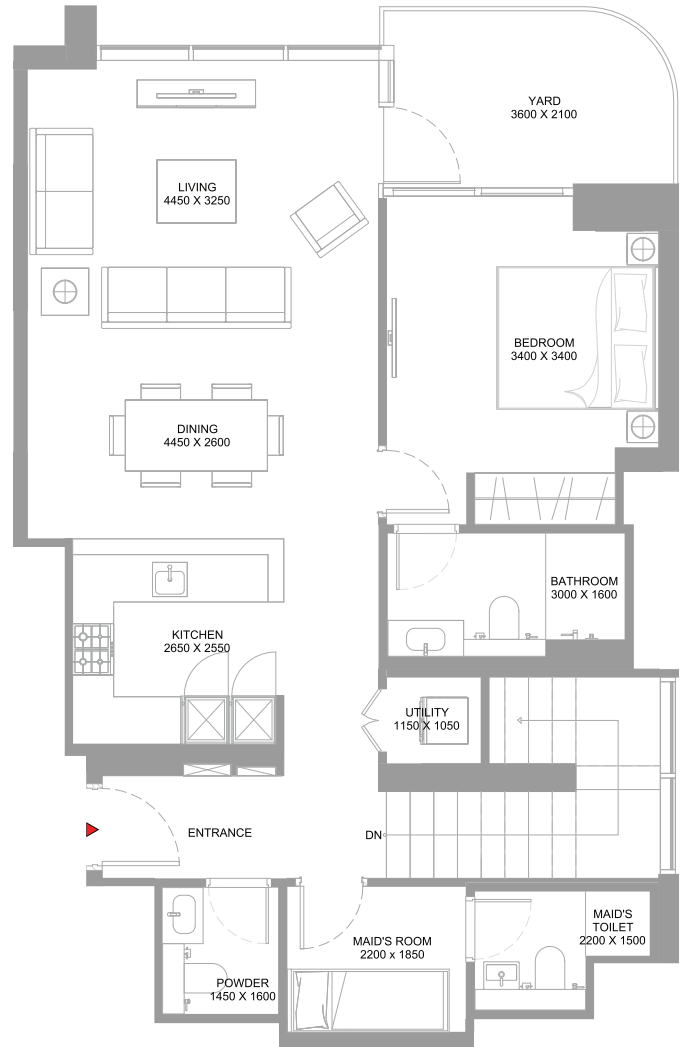 YARD
3600 X 2100
LIVING
4450 X 3250
BEDROOM
3400 X 3400
DINING
4450 X 2600
BATHROOM
3000 X 1600
KITCHEN
2650 X 2550
UTILITY
1150 X 1050
ENTRANCE
DN
MAID'S ROOM
2200 x 1850
MAID'S
TOILET
2200 X 1500
POWDER
1450 X 1600